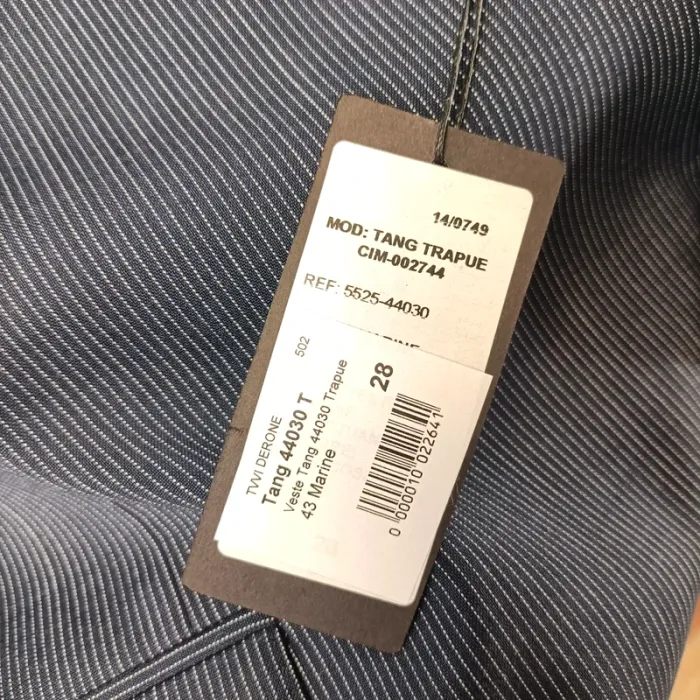 14/0749
MOD: TANG TRAPUE
CIM-002744
REF: 5525-44030
502
TWI DERONE
Tang 44030 T
Veste Tang 44030 Trapue
43 Marine
28
0 000010 022641